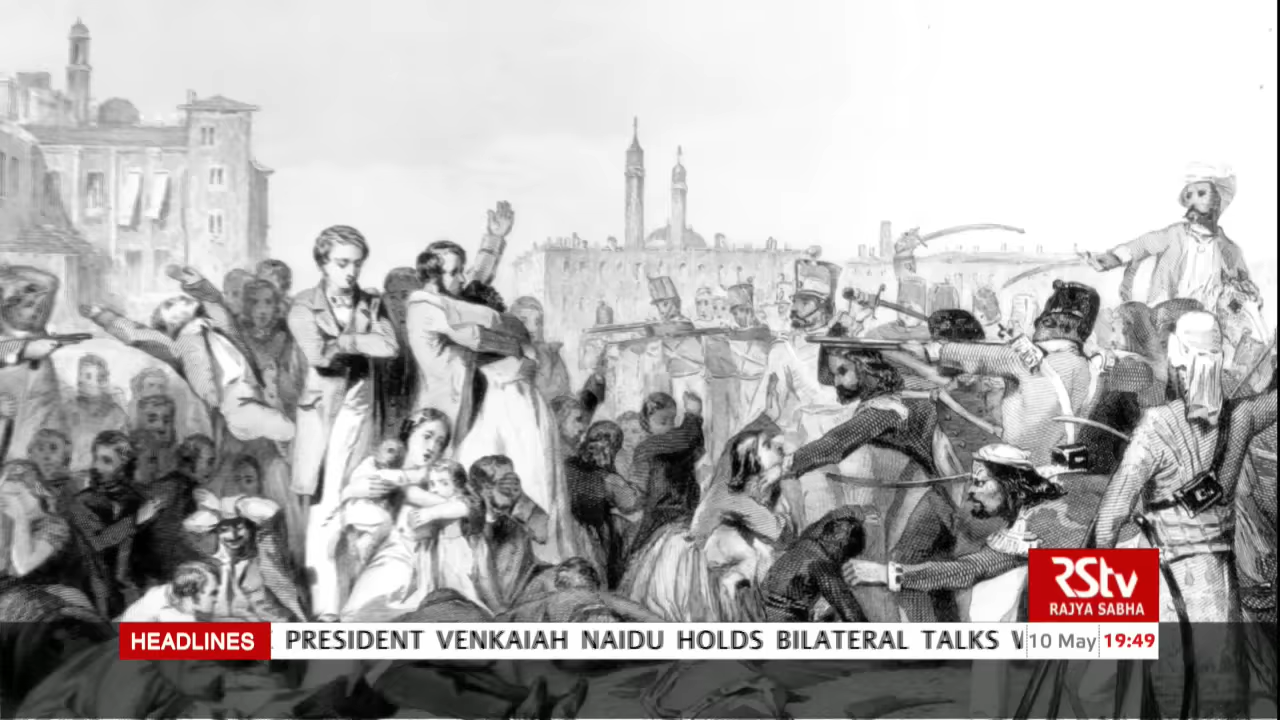 RSTV
RAJYA SABHA
HEADLINES PRESIDENT VENKAIAH NAIDU HOLDS BILATERAL TALKS 10 May 19:49